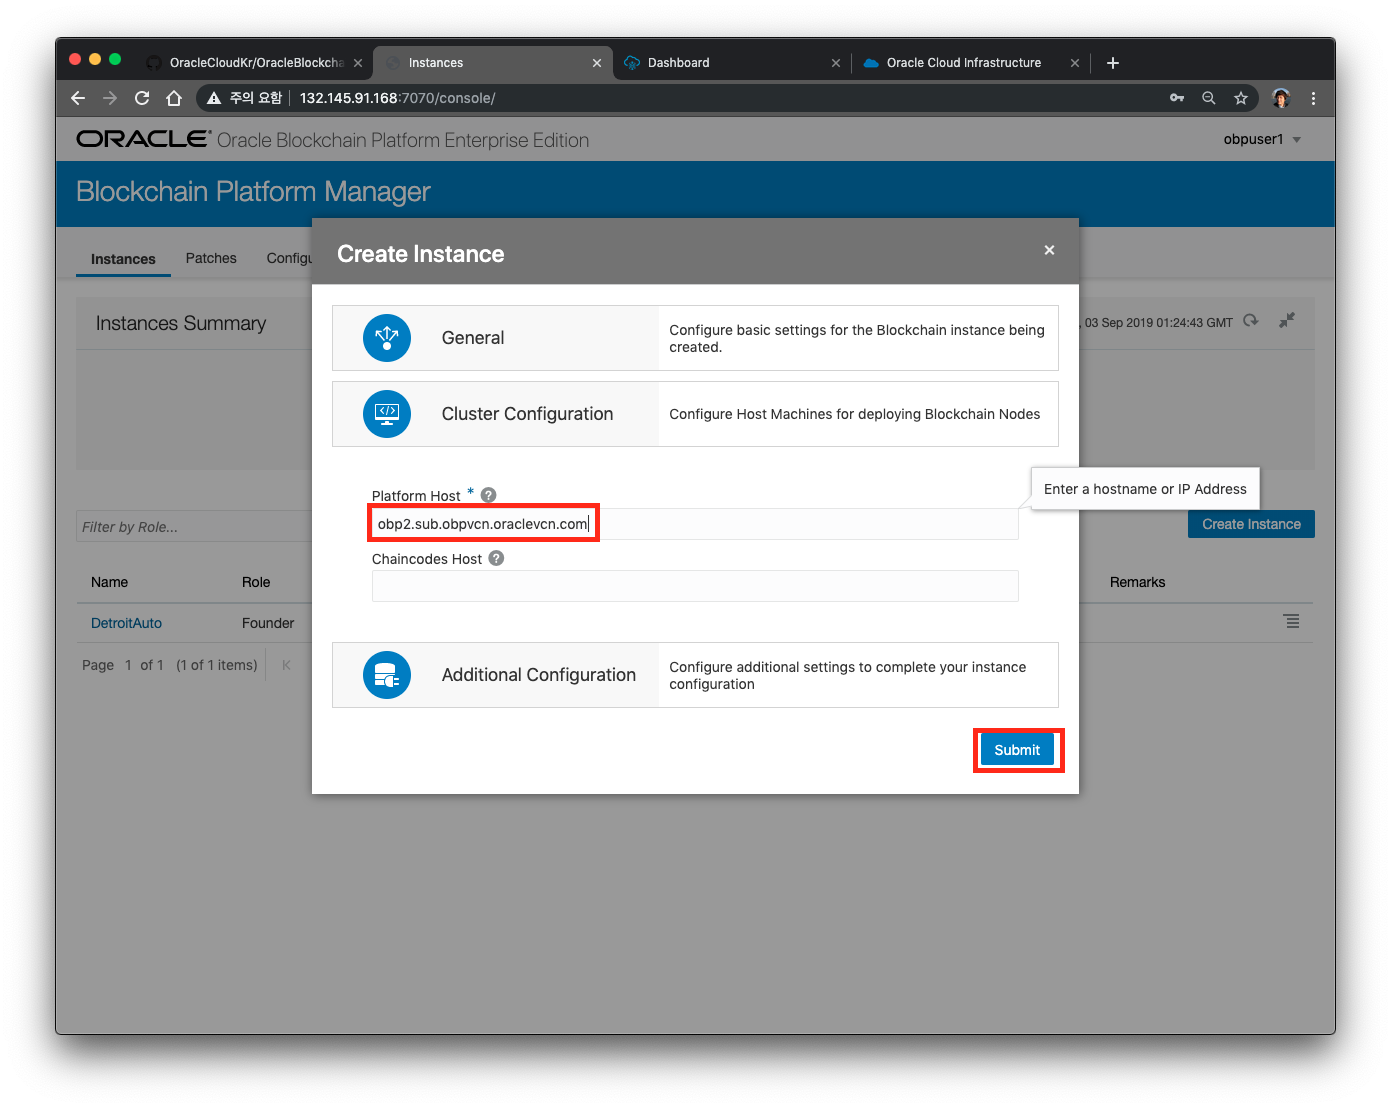 OracleCloudKr/OracleBlockcha
Instances
Dashboard
Oracle Cloud Infrastructure
주의 요함
132.145.91.168:7070/console/
ORACLE® Oracle Blockchain Platform Enterprise Edition
obpuser1
Blockchain Platform Manager
Instances
Patches
Configu
Instances Summary
, 03 Sep 2019 01:24:43 GMT
Create Instance
General
Configure basic settings for the Blockchain instance being
created.
Cluster Configuration
Configure Host Machines for deploying Blockchain Nodes
Enter a hostname or IP Address
Platform Host * ?
obp2.sub.obpvcn.oraclevcn.com
Chaincodes Host ?
Additional Configuration
Configure additional settings to complete your instance
configuration
Submit
Filter by Role...
Create Instance
Name
Role
Remarks
DetroitAuto
Founder
Page 1 of 1 (1 of 1 items)